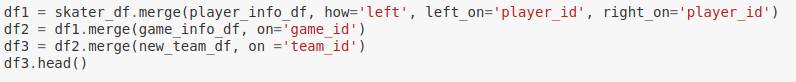 df1 = skater_df.merge(player_info_df, how='left', left_on='player_id', right_on='player_id')
df2 = df1.merge(game_info_df, on='game_id')
df3 = df2.merge(new_team_df, on ='team_id')
df3.head()